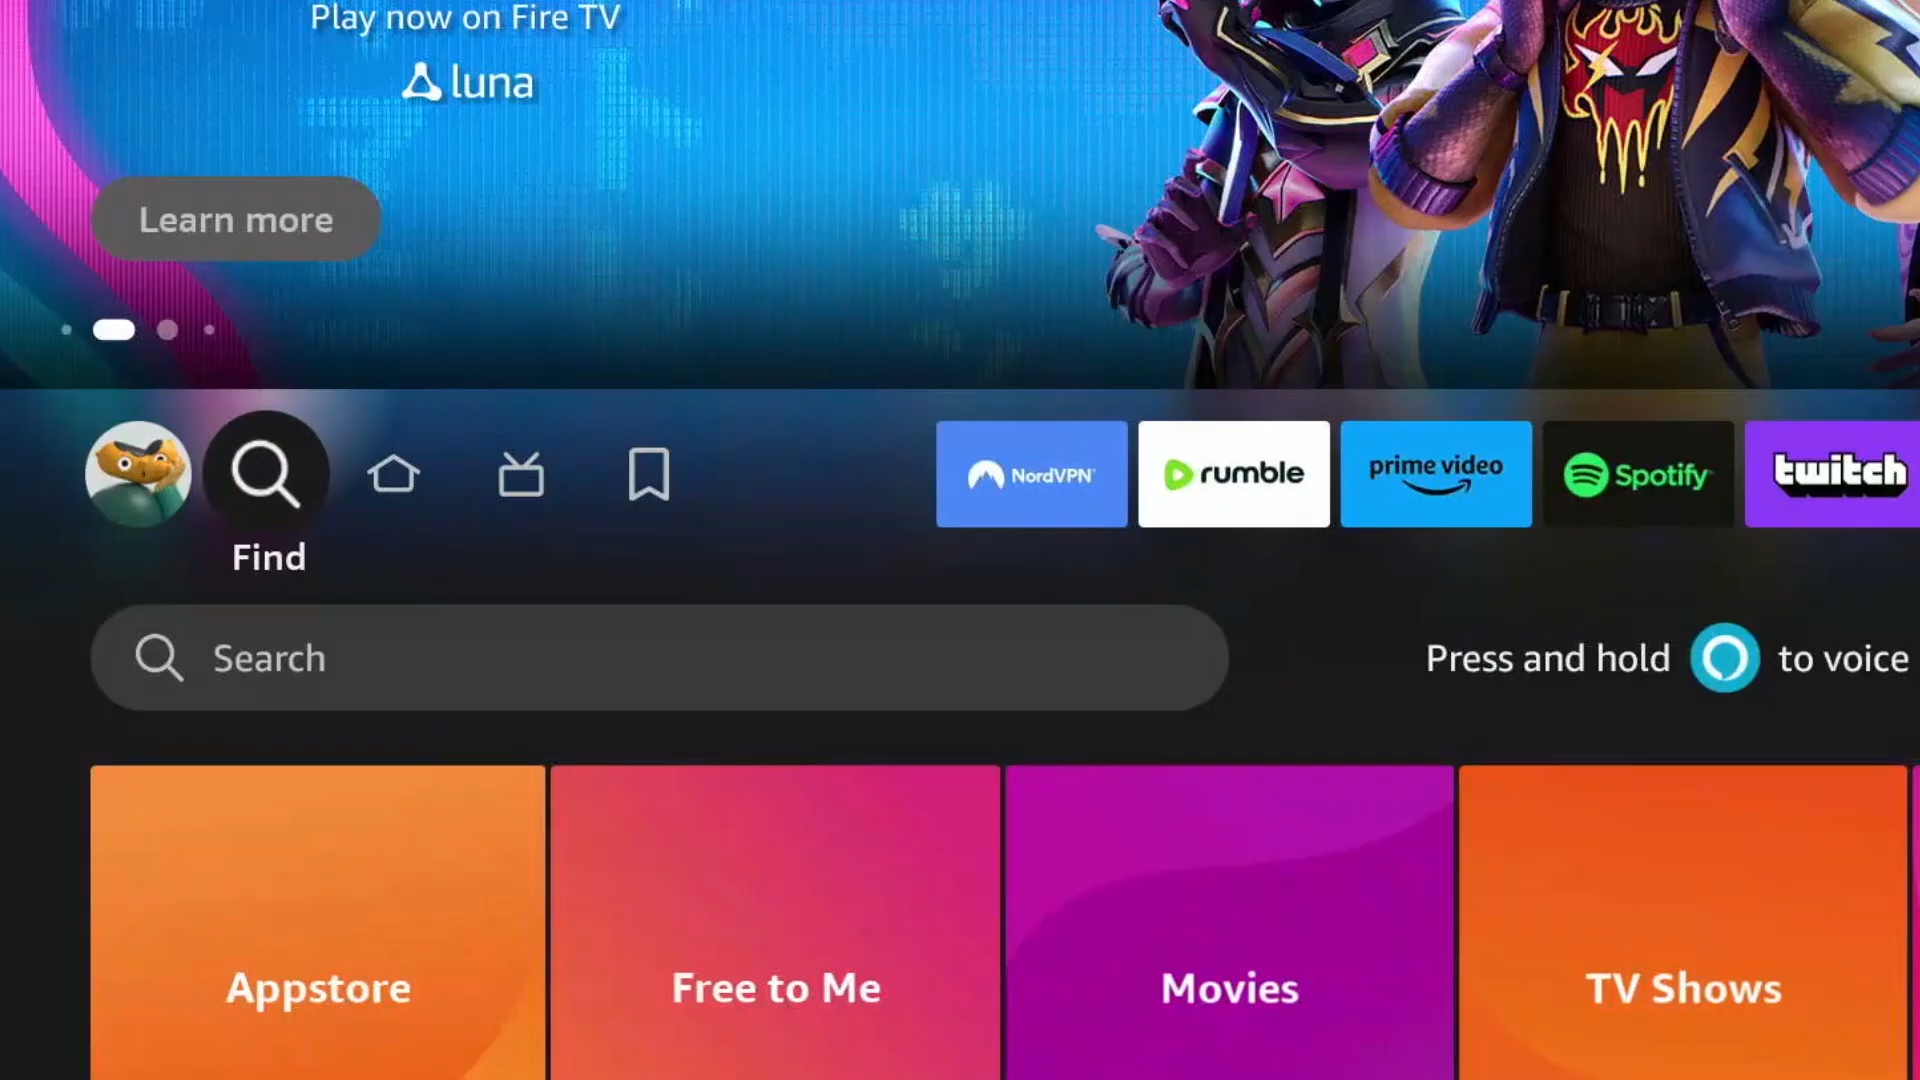 Play now on Fire TV
luna
Learn more
NordVPN
rumble
prime video
Spotify
twitch
Find
Search
Press and hold to voice
Appstore
Free to Me
Movies
TV Shows